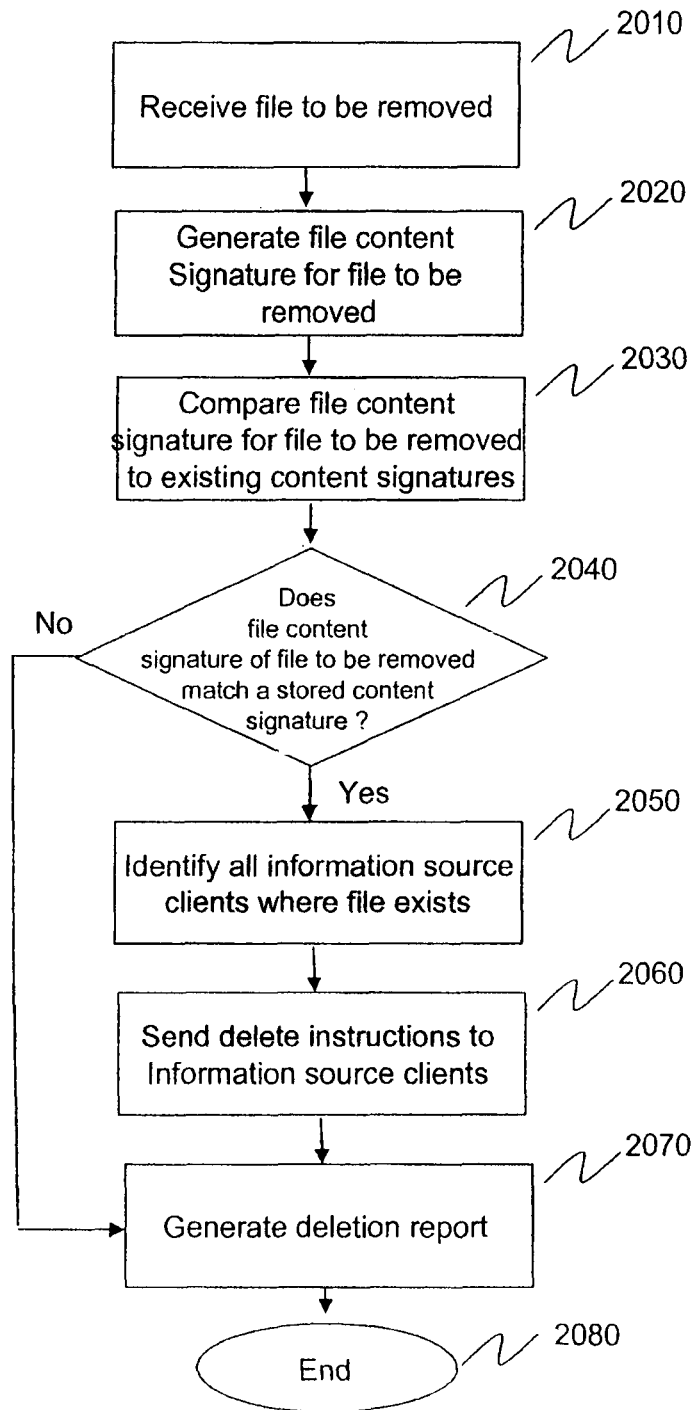 2010
Receive file to be removed
2020
Generate file content
Signature for file to be
removed
2030
Compare file content
signature for file to be removed
to existing content signatures
2040
Does
file content
signature of file to be removed
match a stored content
signature ?
No
Yes
2050
Identify all information source
clients where file exists
2060
Send delete instructions to
Information source clients
2070
Generate deletion report
2080
End